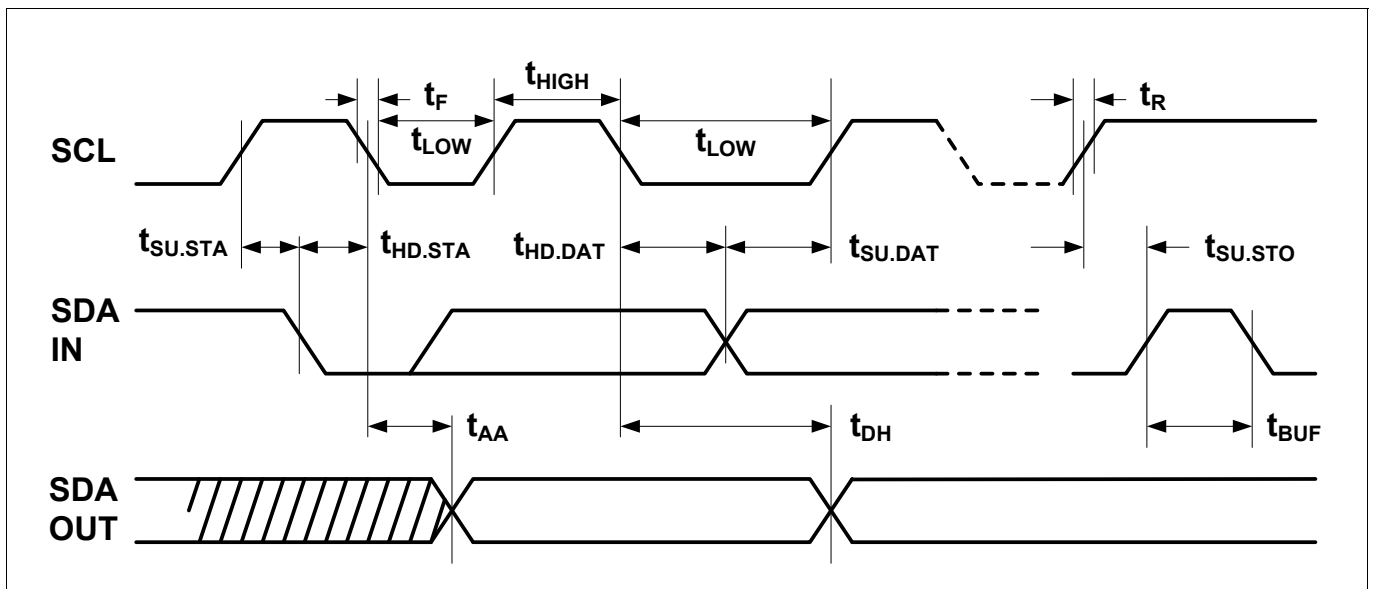 tF
tHIGH
tR
SCL
tLOW
tLOW
tSU.STA
tHD.STA
tHD.DAT
tSU.DAT
tSU.STO
SDA
IN
tAA
tDH
tBUF
SDA
OUT